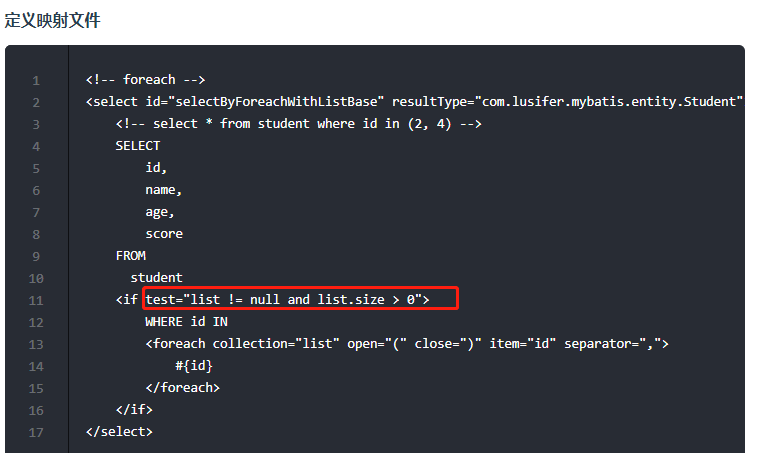 定义映射文件
1 <!-- foreach -->
2 <select id="selectByForeachWithListBase" resultType="com.lusifer.mybatis.entity.Student"
3 <!-- select * from student where id in (2, 4) -->
4 SELECT
5 id,
6 name,
7 age,
8 score
9 FROM
10 student
11 <if test="list != null and list.size > 0">
12 WHERE id IN
13 <foreach collection="list" open="(" close=")" item="id" separator=",">
14 #{id}
15 </foreach>
16 </if>
17 </select>